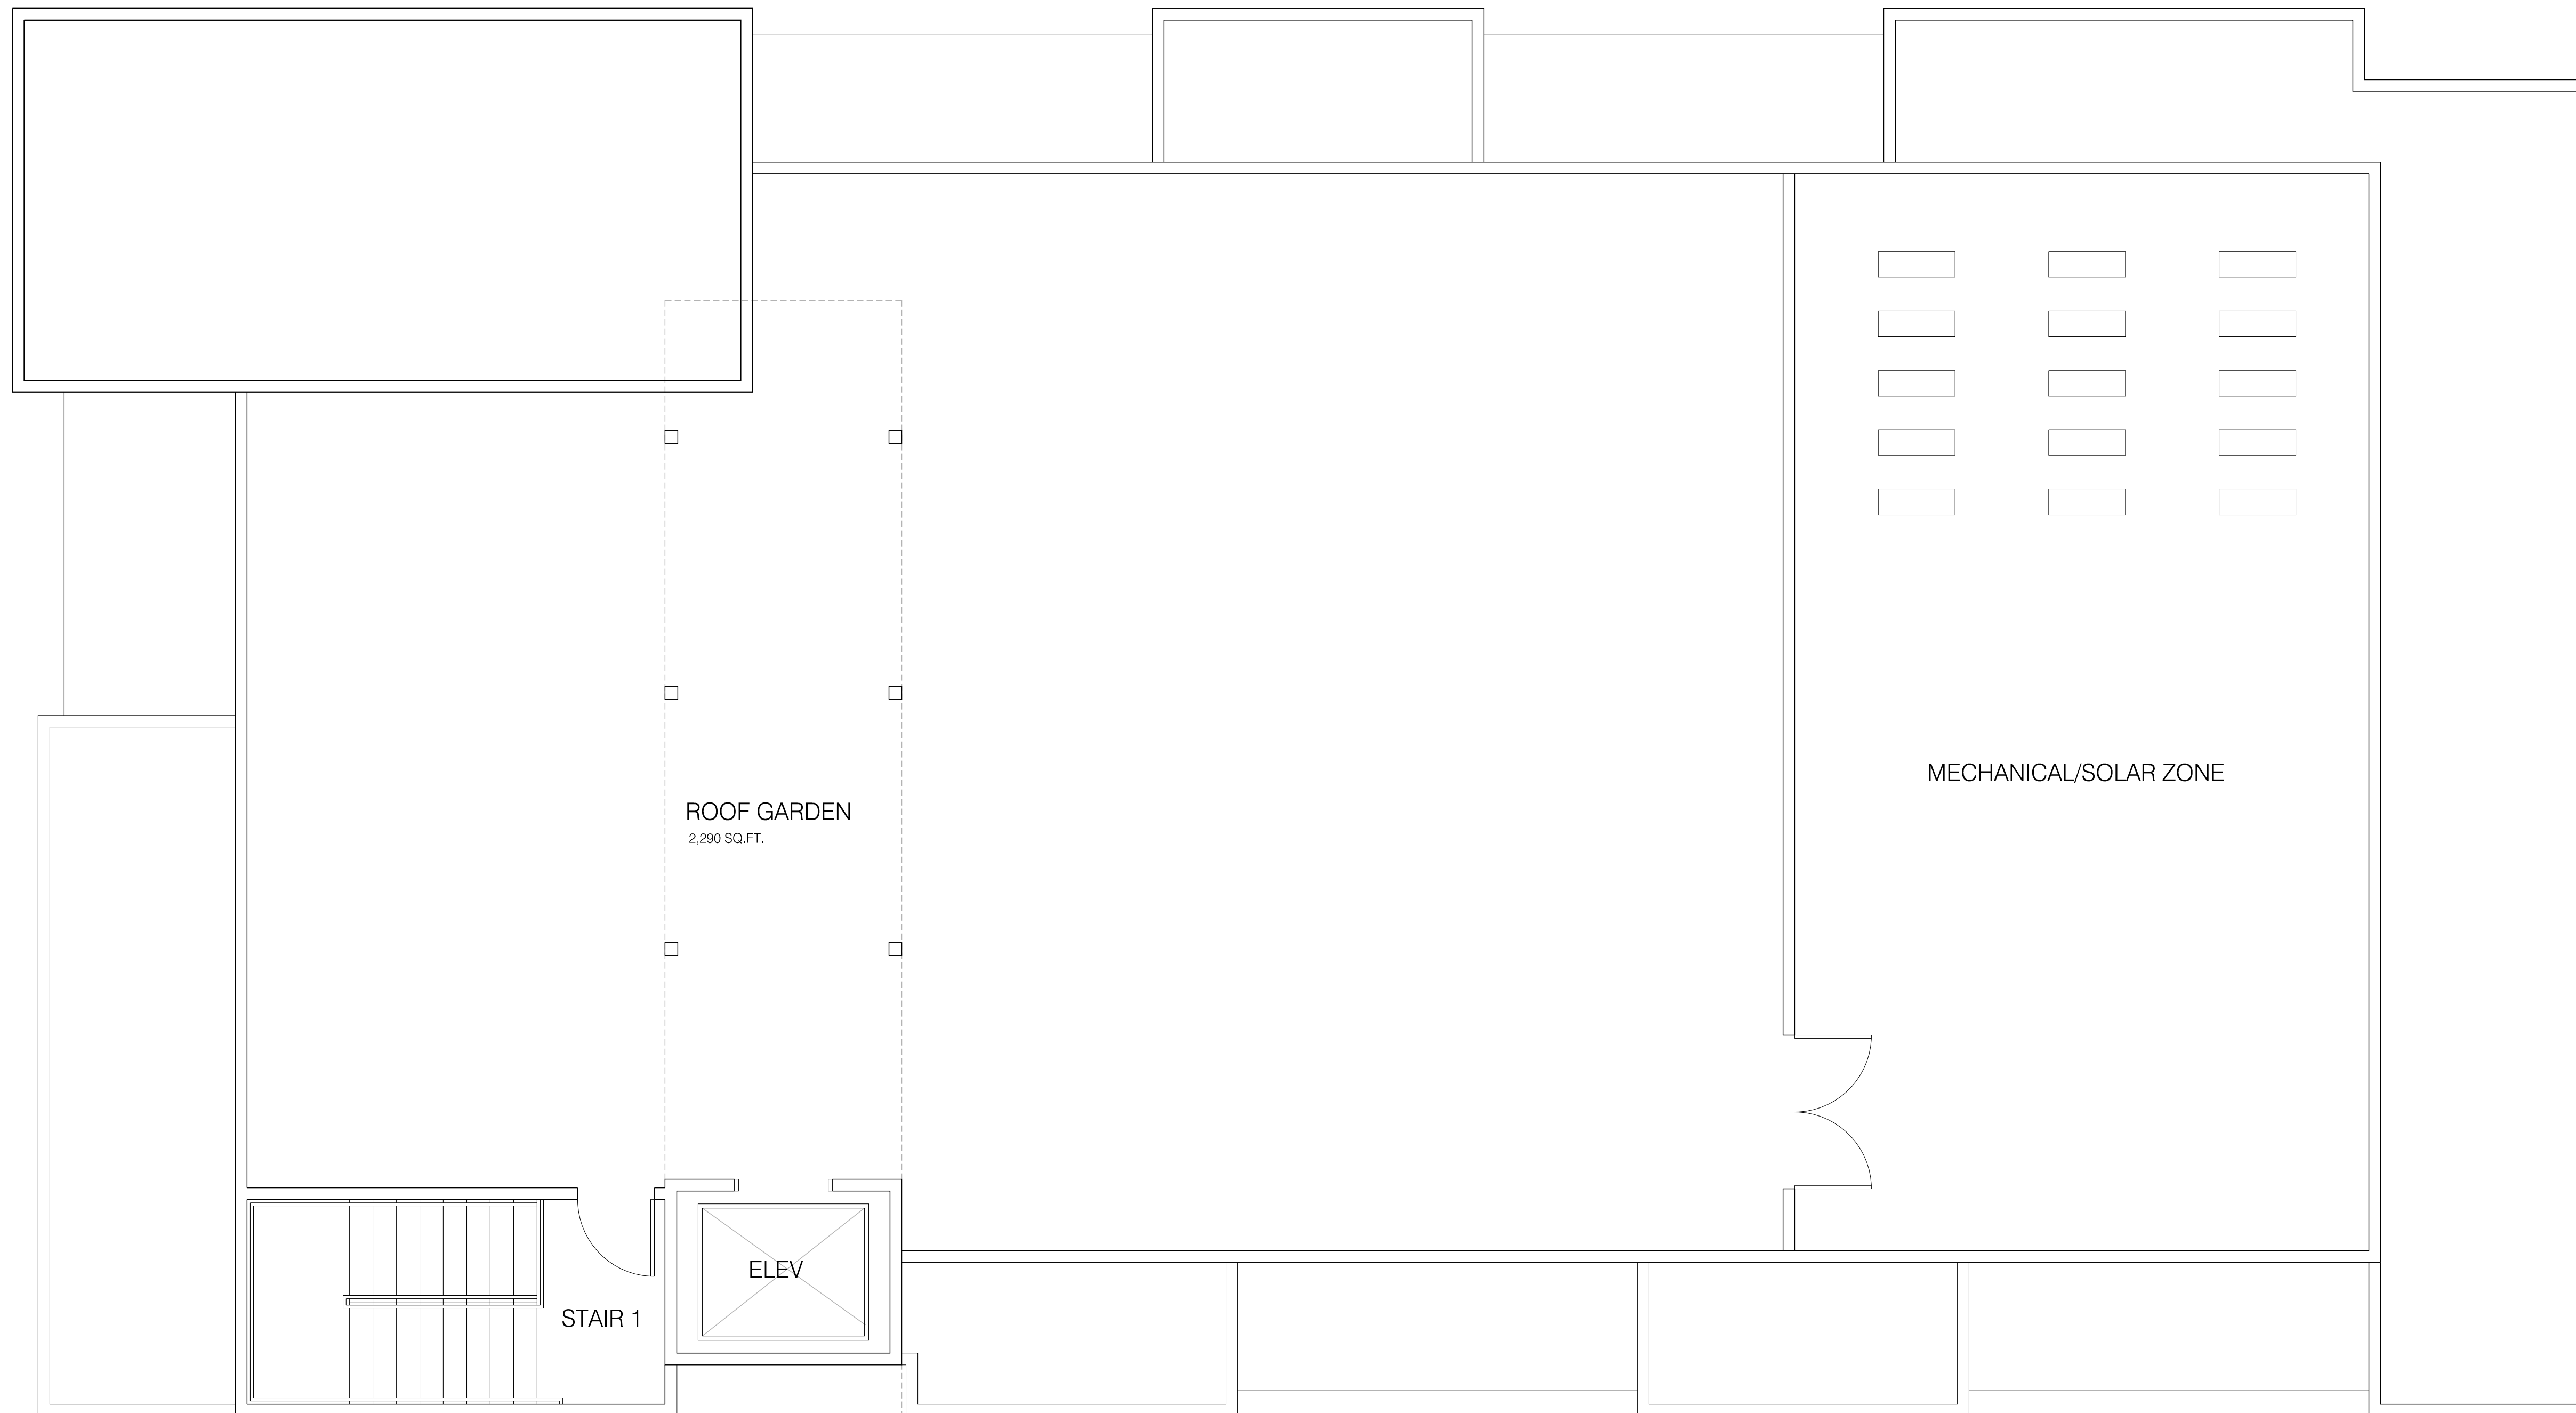 MECHANICAL/SOLAR ZONE
ROOF GARDEN
2,290 SQ.FT.
ELEV
STAIR 1